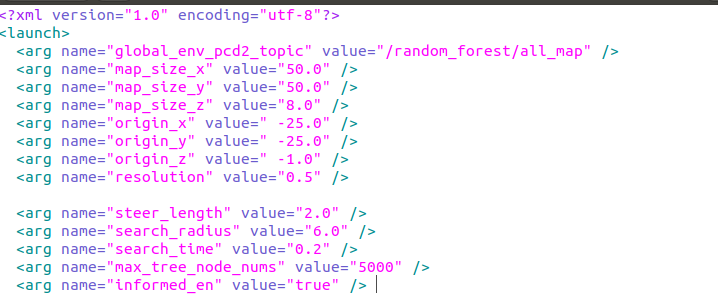 <?xml version="1.0" encoding="utf-8"?>
<launch>
  <arg name="global_env_pcd2_topic" value="/random_forest/all_map" />
  <arg name="map_size_x" value="50.0" />
  <arg name="map_size_y" value="50.0" />
  <arg name="map_size_z" value="8.0" />
  <arg name="origin_x" value=" -25.0" />
  <arg name="origin_y" value=" -25.0" />
  <arg name="origin_z" value=" -1.0" />
  <arg name="resolution" value="0.5" />

  <arg name="steer_length" value="2.0" />
  <arg name="search_radius" value="6.0" />
  <arg name="search_time" value="0.2" />
  <arg name="max_tree_node_nums" value="5000" />
  <arg name="informed_en" value="true" />